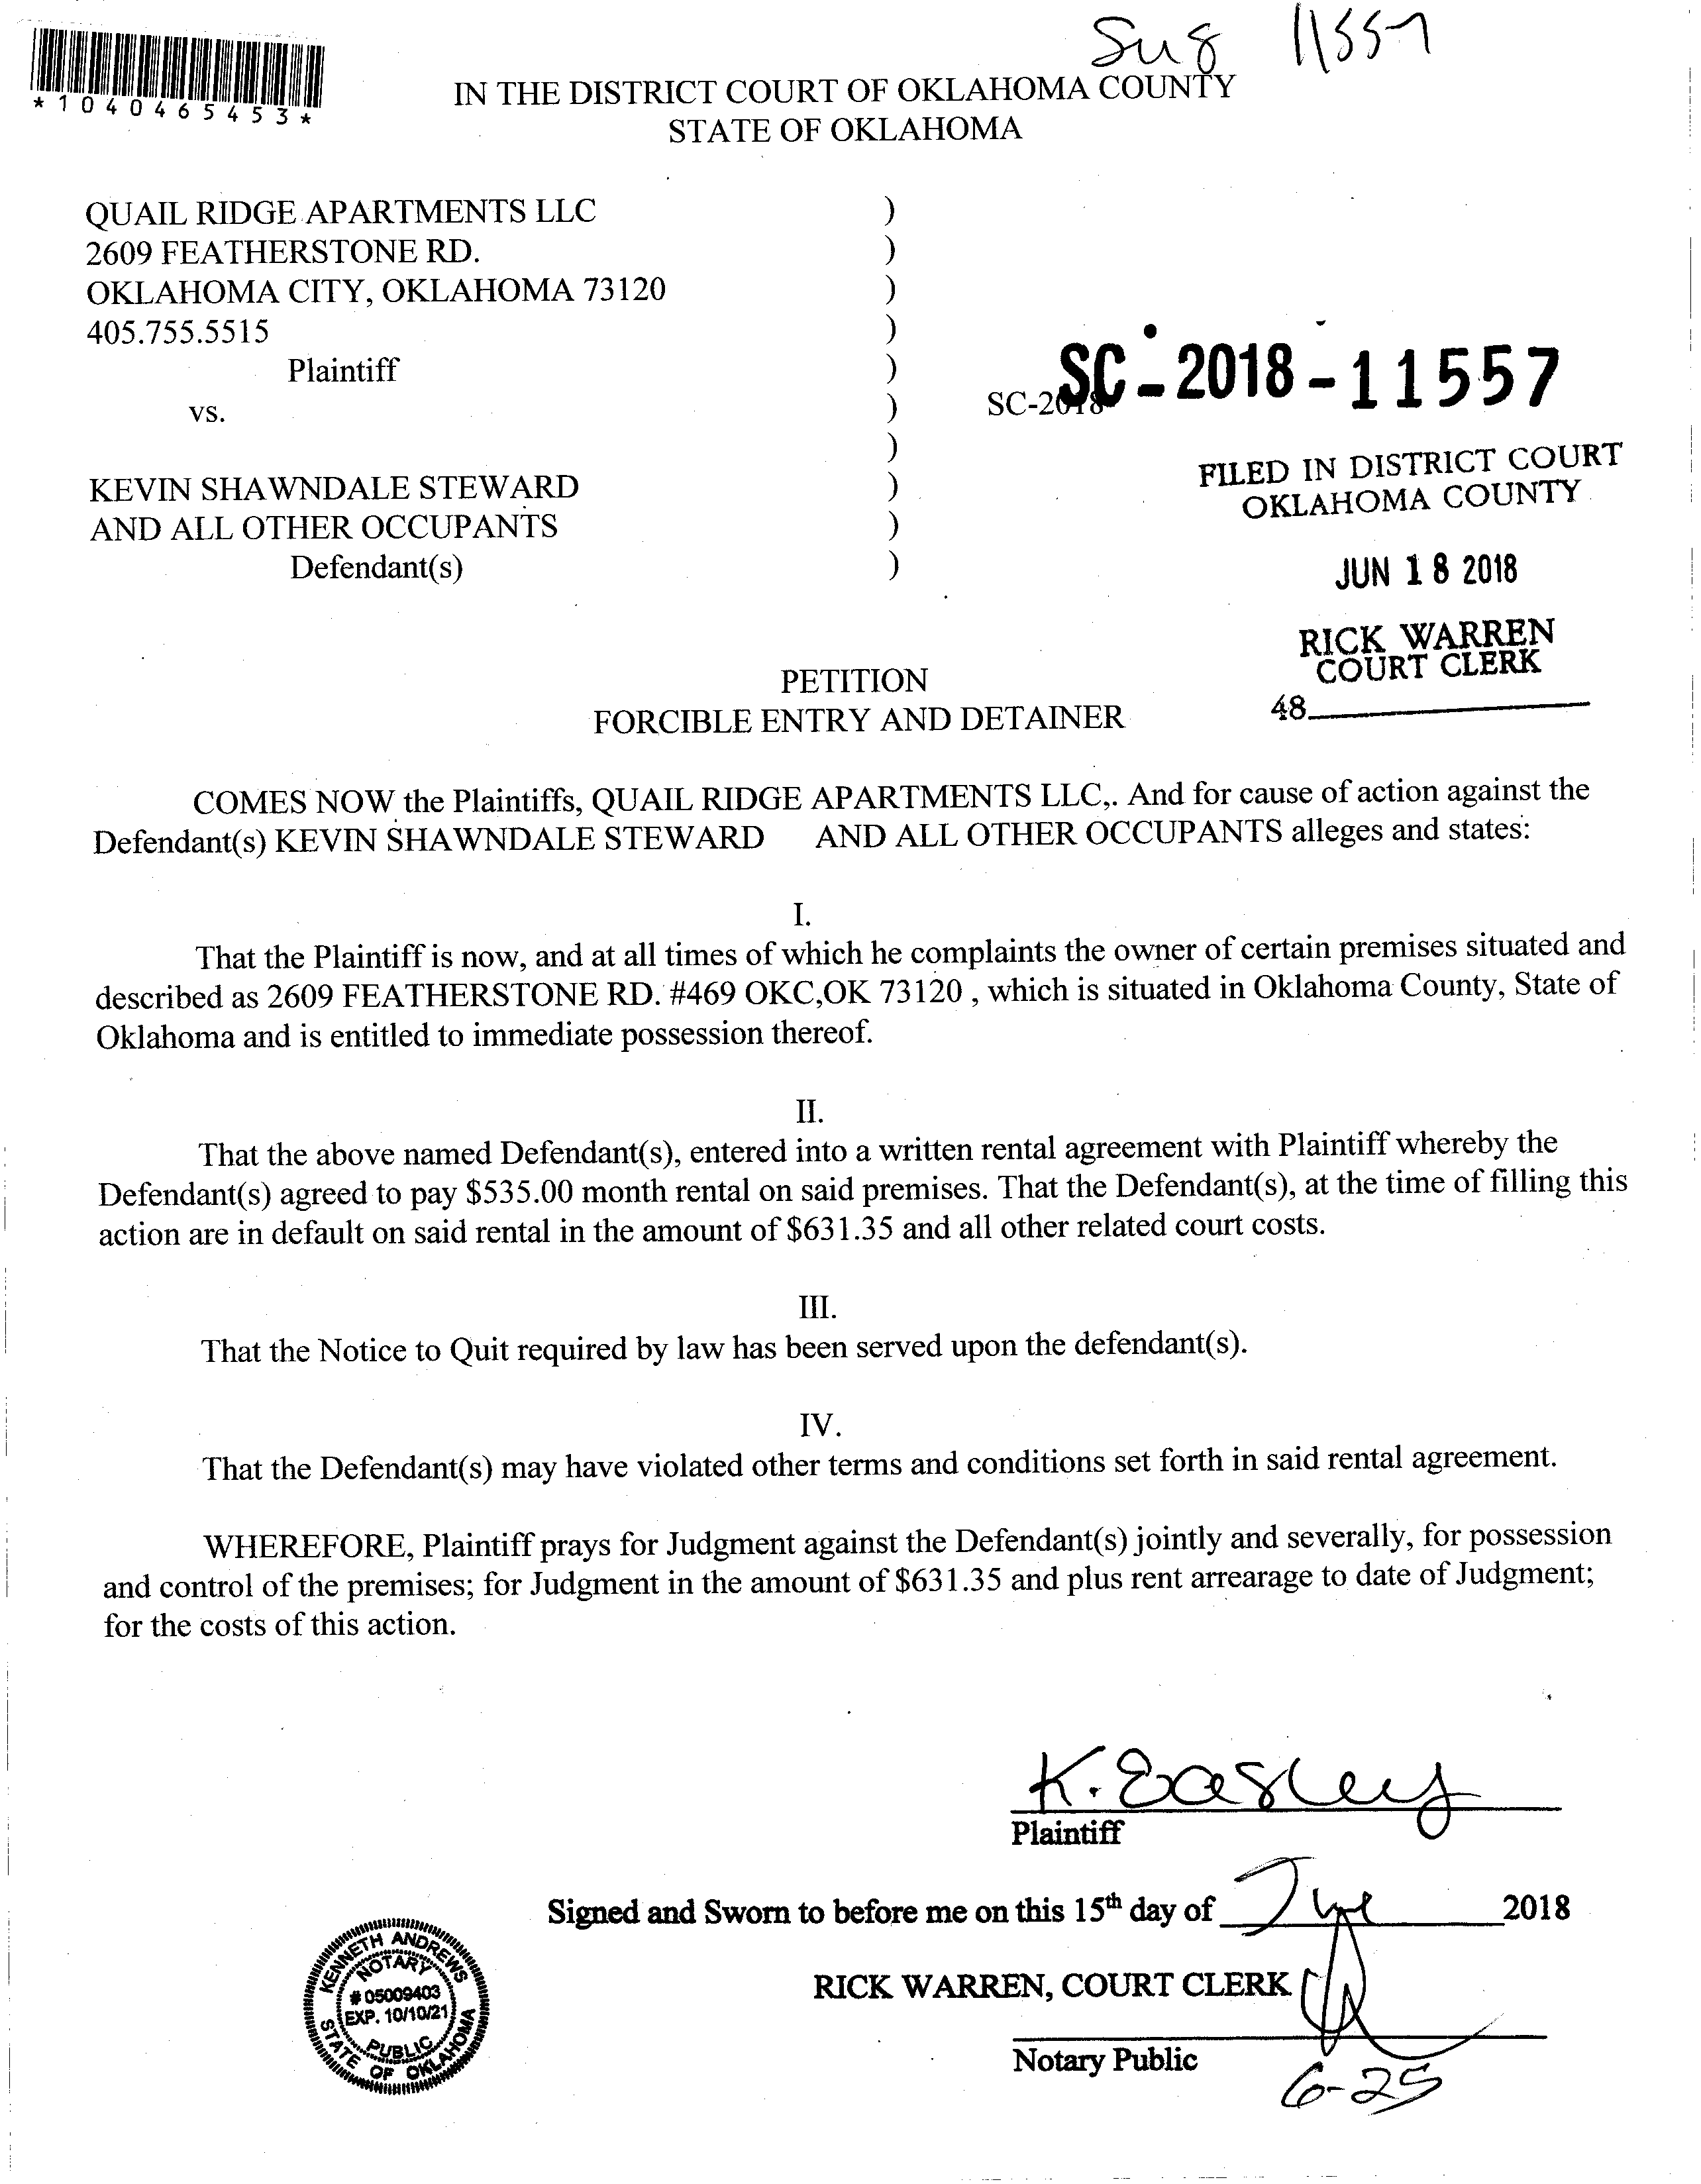 Sug 11557
*1040465453*
IN THE DISTRICT COURT OF OKLAHOMA COUNTY
STATE OF OKLAHOMA
QUAIL RIDGE APARTMENTS LLC )
2609 FEATHERSTONE RD. )
OKLAHOMA CITY, OKLAHOMA 73120 )
405.755.5515 )
Plaintiff )
SC-2018 SC-2018-11557
vs. )
)
KEVIN SHAWNDALE STEWARD )
AND ALL OTHER OCCUPANTS )
Defendant(s) )
FILED IN DISTRICT COURT
OKLAHOMA COUNTY
JUN 18 2018
RICK WARREN
COURT CLERK
48
PETITION
FORCIBLE ENTRY AND DETAINER
COMES NOW the Plaintiffs, QUAIL RIDGE APARTMENTS LLC,. And for cause of action against the
Defendant(s) KEVIN SHAWNDALE STEWARD AND ALL OTHER OCCUPANTS alleges and states:
I.
That the Plaintiff is now, and at all times of which he complaints the owner of certain premises situated and
described as 2609 FEATHERSTONE RD. #469 OKC,OK 73120 , which is situated in Oklahoma County, State of
Oklahoma and is entitled to immediate possession thereof.
II.
That the above named Defendant(s), entered into a written rental agreement with Plaintiff whereby the
Defendant(s) agreed to pay $535.00 month rental on said premises. That the Defendant(s), at the time of filling this
action are in default on said rental in the amount of $631.35 and all other related court costs.
III.
That the Notice to Quit required by law has been served upon the defendant(s).
IV.
That the Defendant(s) may have violated other terms and conditions set forth in said rental agreement.
WHEREFORE, Plaintiff prays for Judgment against the Defendant(s) jointly and severally, for possession
and control of the premises; for Judgment in the amount of $631.35 and plus rent arrearage to date of Judgment;
for the costs of this action.
K. Easley
Plaintiff
Signed and Sworn to before me on this 15th day of June 2018
RICK WARREN, COURT CLERK
Notary Public
6-25
KENNETH ANDREWS
NOTARY
# 05009403
EXP. 10/10/21
PUBLIC
STATE OF OKLAHOMA